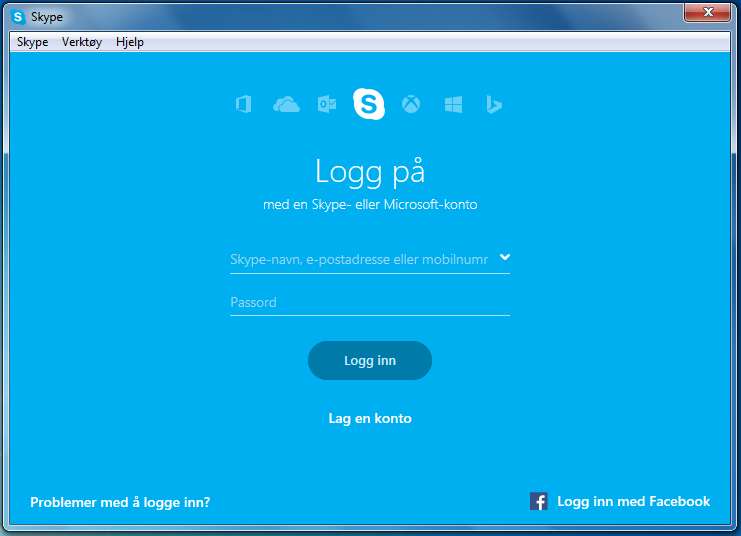 Skype
Skype Verktøy Hjelp
Logg på
med en Skype- eller Microsoft-konto
Skype-navn, e-postadresse eller mobilnumr
Passord
Logg inn
Lag en konto
Problemer med å logge inn?
Logg inn med Facebook